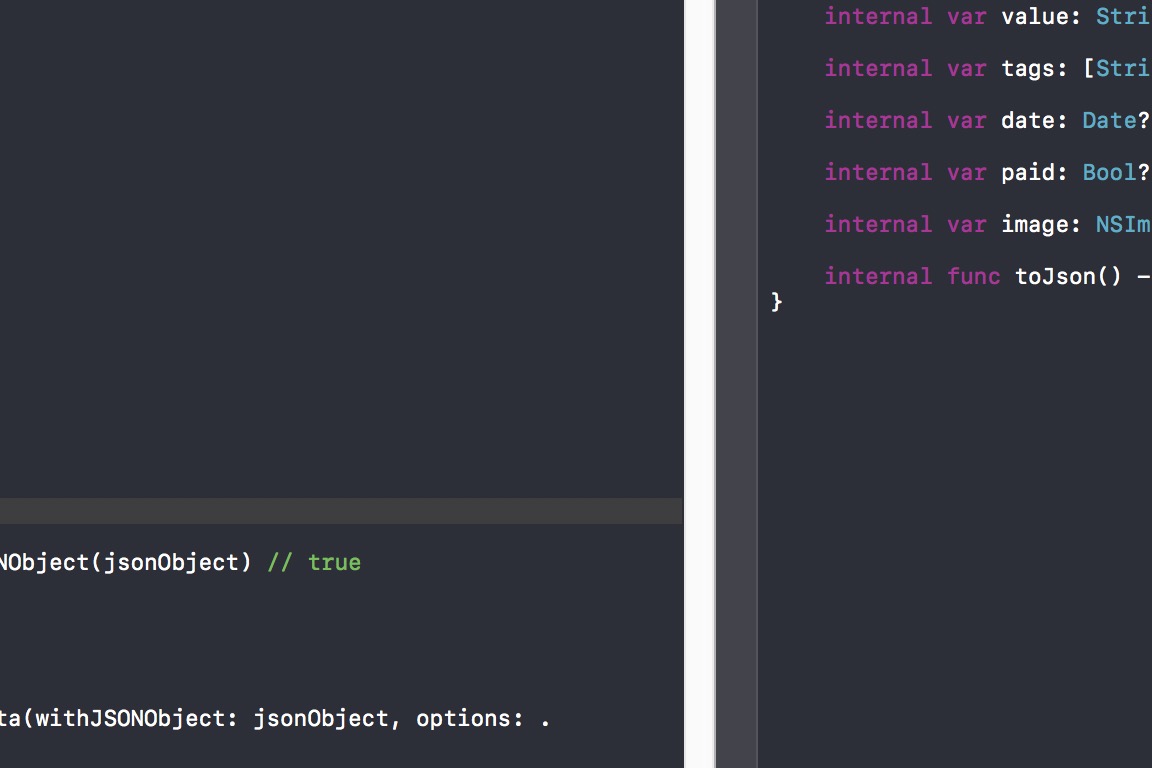 NObject(jsonObject) // true
ta(withJSONObject: jsonObject, options: .
internal var value: Stri
internal var tags: [Stri
internal var date: Date?
internal var paid: Bool?
internal var image: NSIm
internal func toJson() -
}